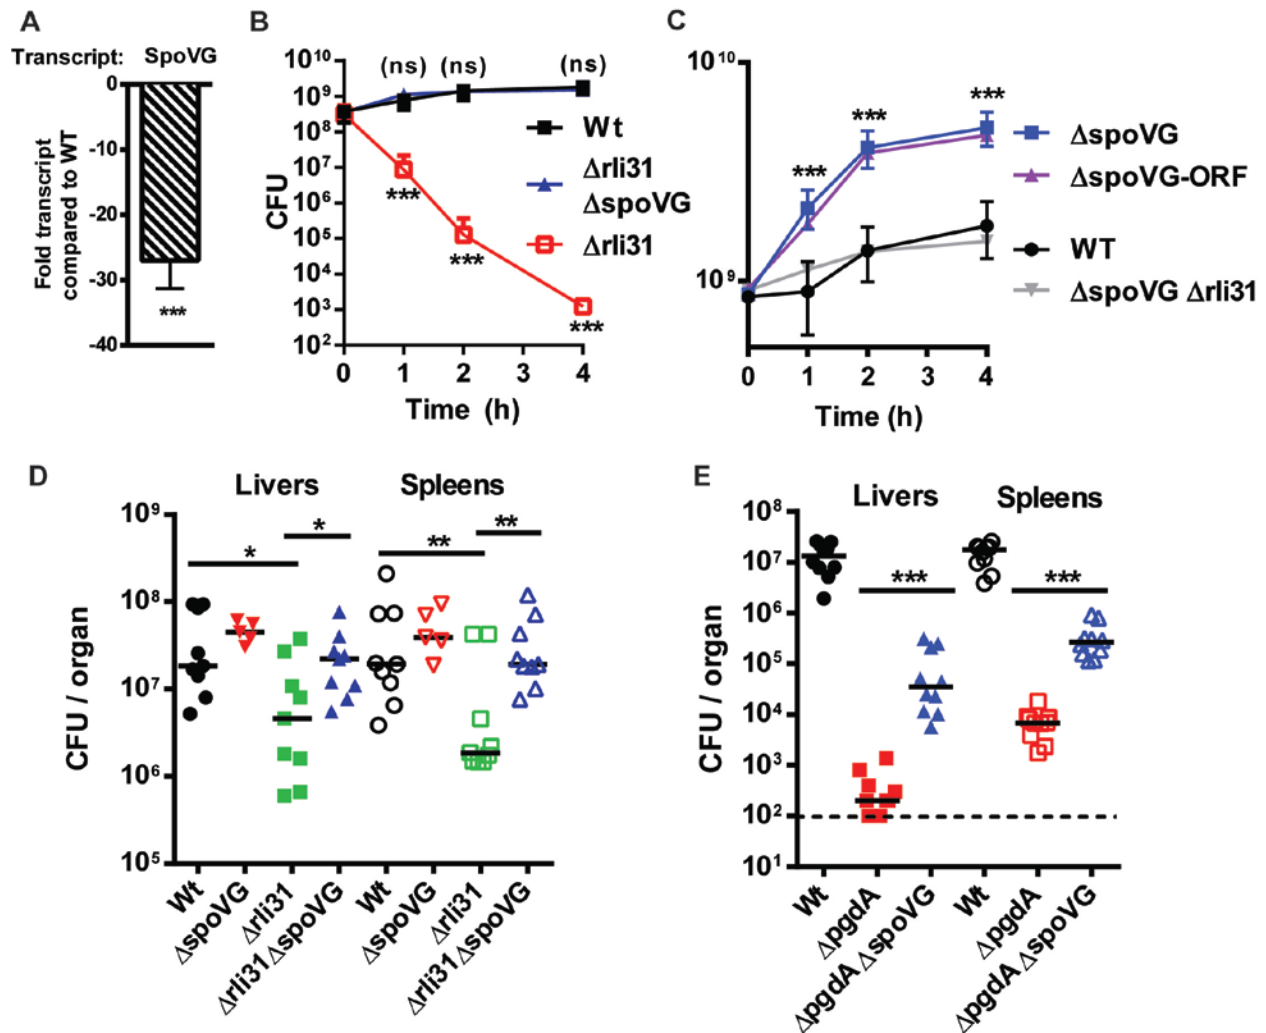 A
Transcript: SpoVG
0
-10
-20
-30
-40
Fold transcript
compared to WT
***
B
10^10
10^9
10^8
10^7
10^6
10^5
10^4
10^3
10^2
CFU
(ns) (ns) (ns)
***
***
***
Wt
Δrli31
ΔspoVG
Δrli31
0 1 2 4
Time (h)
C
10^10
10^9
***
***
***
ΔspoVG
ΔspoVG-ORF
WT
ΔspoVG Δrli31
0 1 2 3 4
Time (h)
D
Livers Spleens
10^9
10^8
10^7
10^6
10^5
CFU / organ
* * ** **
Wt
ΔspoVG
Δrli31
Δrli31ΔspoVG
Wt
ΔspoVG
Δrli31
Δrli31ΔspoVG
E
Livers Spleens
10^8
10^7
10^6
10^5
10^4
10^3
10^2
10^1
CFU / organ
*** ***
Wt
ΔpgdA
ΔpgdA ΔspoVG
Wt
ΔpgdA
ΔpgdA ΔspoVG